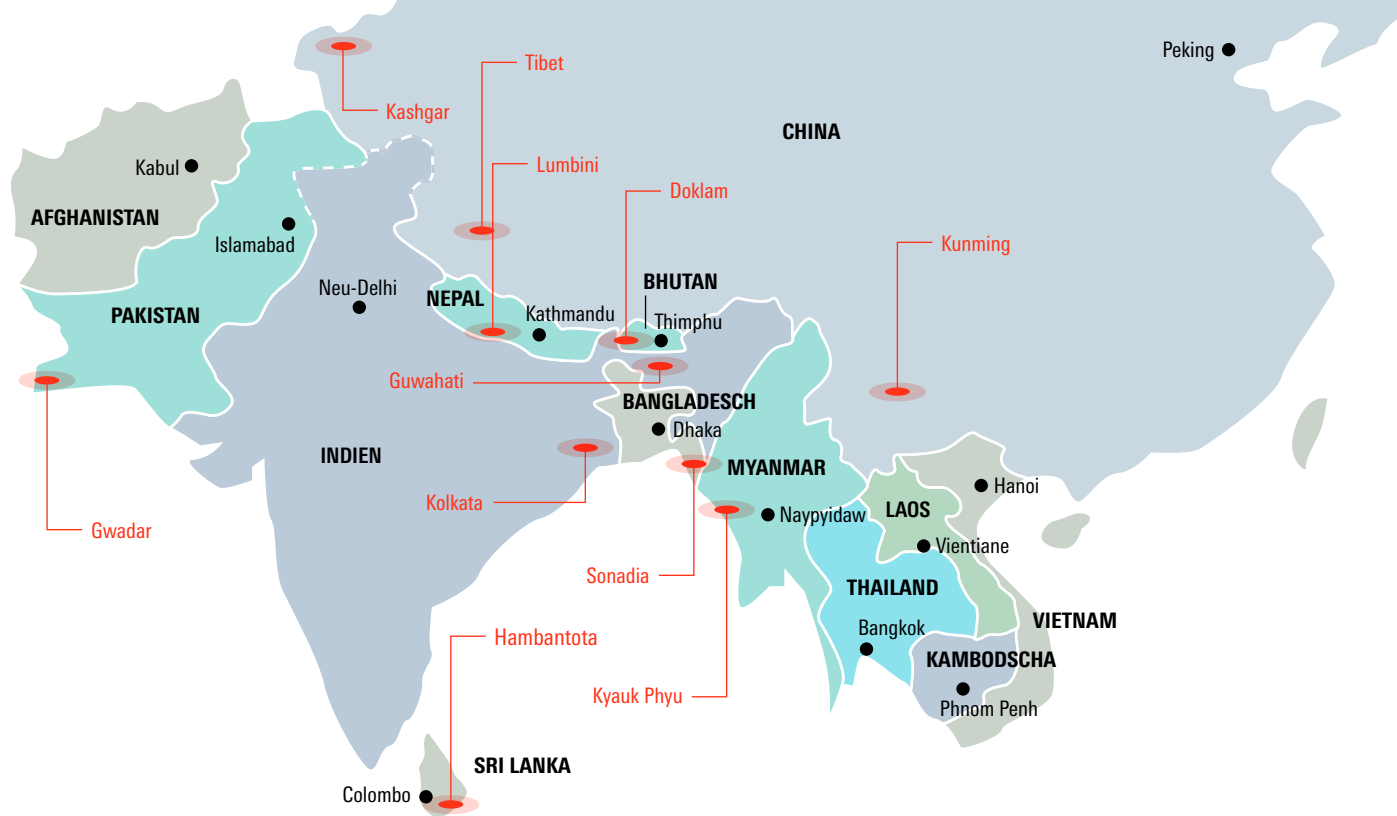 Peking
Tibet
Kashgar
CHINA
Kabul
Lumbini
Doklam
AFGHANISTAN
Islamabad
Kunming
Neu-Delhi
NEPAL
BHUTAN
PAKISTAN
Kathmandu
Thimphu
Guwahati
BANGLADESCH
Dhaka
INDIEN
MYANMAR
Hanoi
Kolkata
LAOS
Naypyidaw
Gwadar
Vientiane
Sonadia
THAILAND
VIETNAM
Bangkok
Hambantota
KAMBODSCHA
Kyauk Phyu
Phnom Penh
SRI LANKA
Colombo